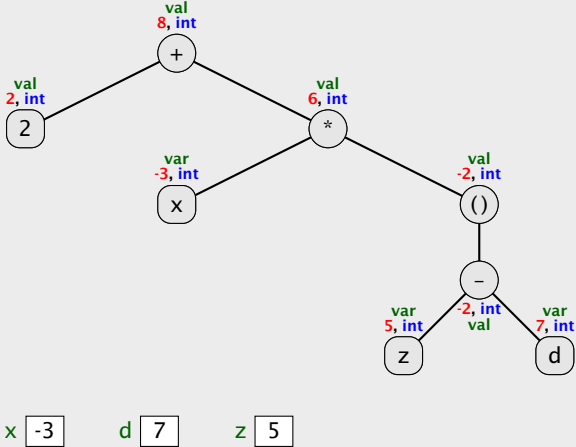 val
8, int
+
val
2, int
2
val
6, int
*
var
-3, int
x
val
-2, int
()
–
-2, int
val
var
5, int
z
var
7, int
d
x -3 d 7 z 5